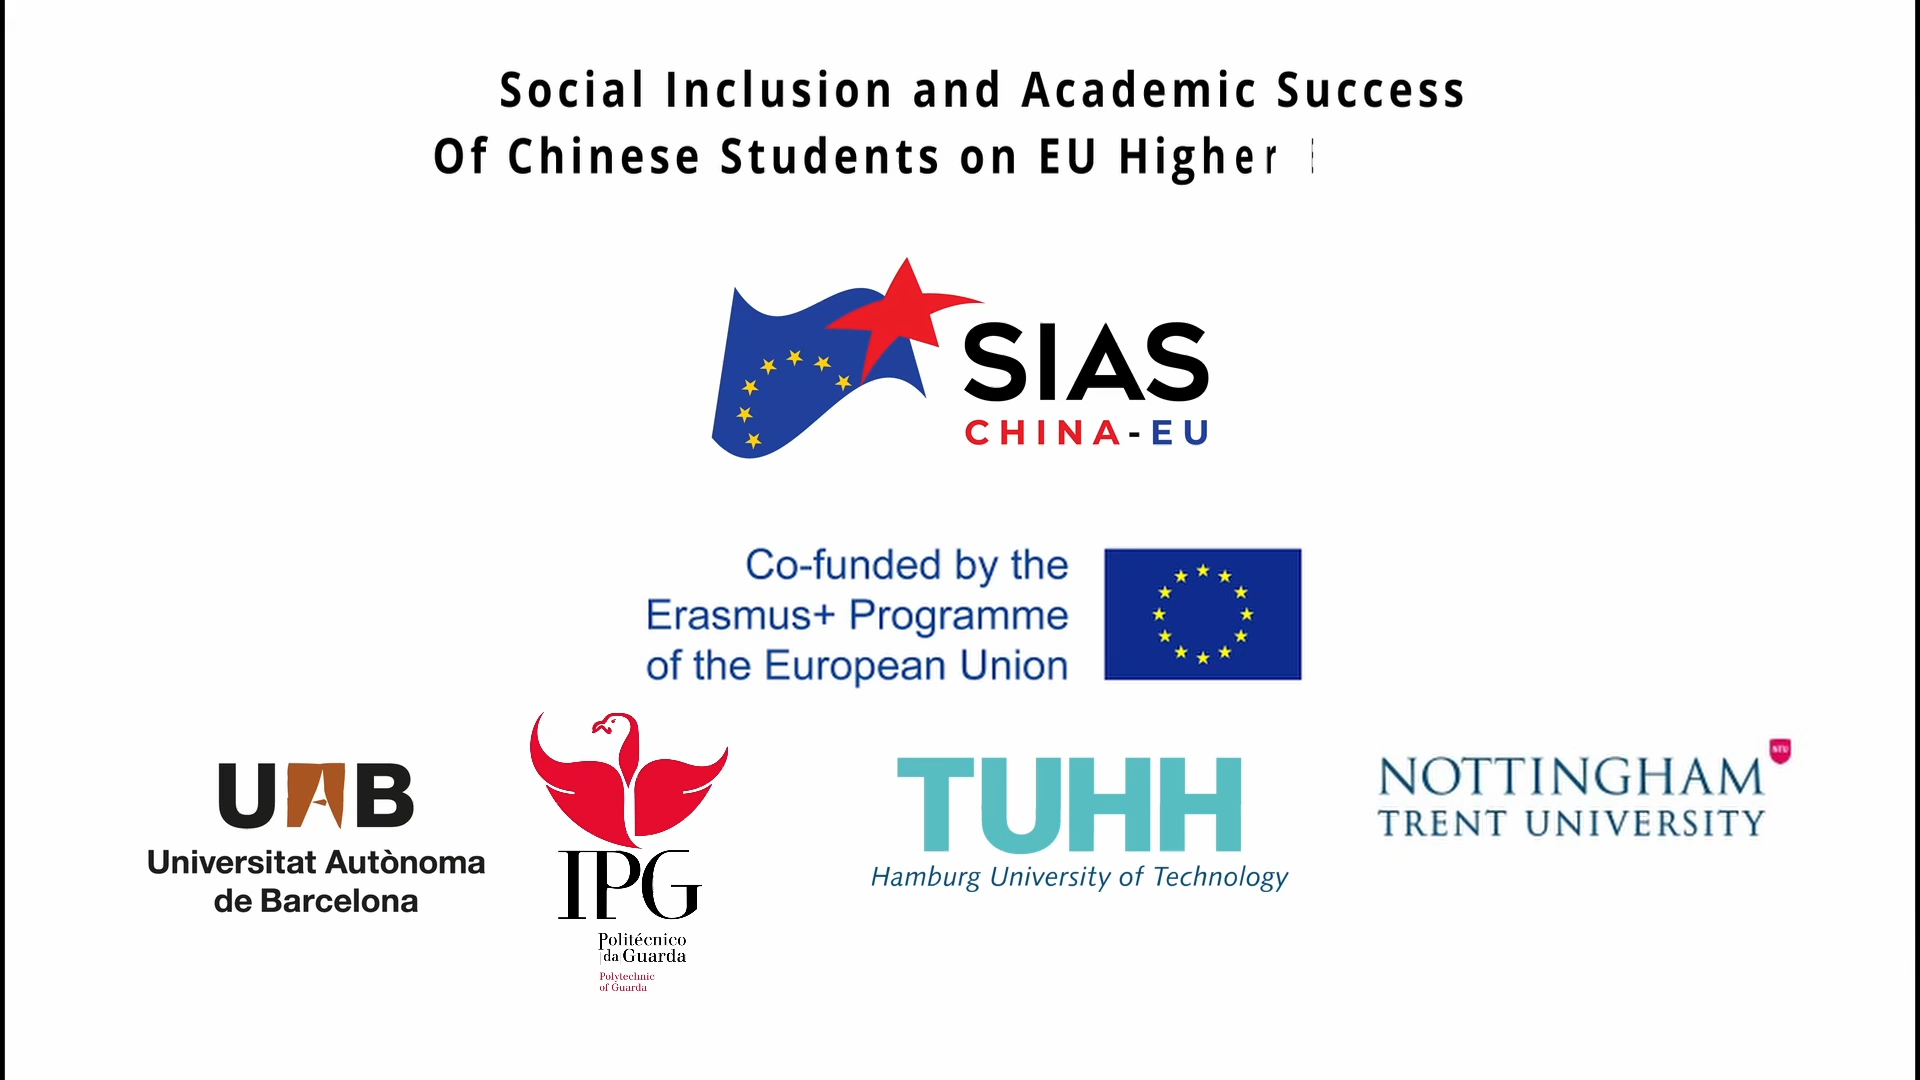 Social Inclusion and Academic Success
Of Chinese Students on EU Higher
SIAS
CHINA-EU
Co-funded by the
Erasmus+ Programme
of the European Union
UAB
Universitat Autònoma
de Barcelona
IPG
Politécnico
da Guarda
Polytechnic
of Guarda
TUHH
Hamburg University of Technology
NTU
NOTTINGHAM
TRENT UNIVERSITY